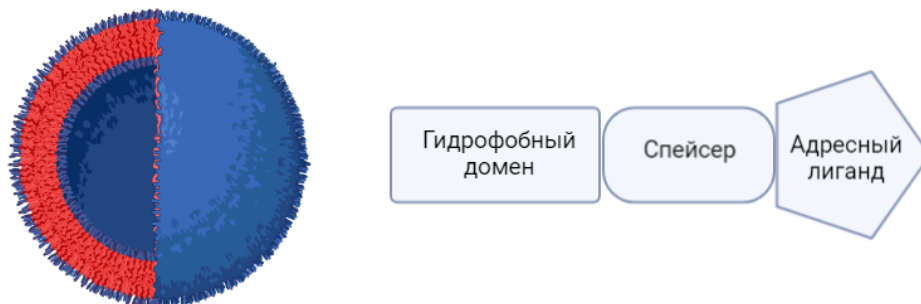 Гидрофобный
домен
Спейсер
Адресный
лиганд